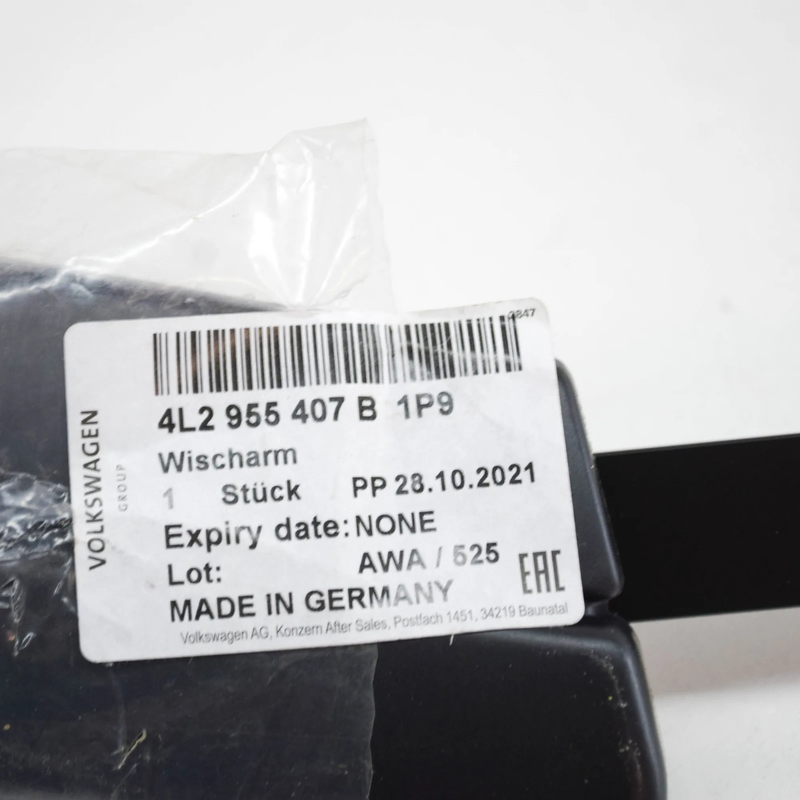 2847
4L2 955 407 B 1P9
Wischarm
1 Stück PP 28.10.2021
Expiry date: NONE
Lot: AWA / 525
MADE IN GERMANY
EAC
Volkswagen AG, Konzern After Sales, Postfach 1451, 34219 Baunatal
VOLKSWAGEN
GROUP